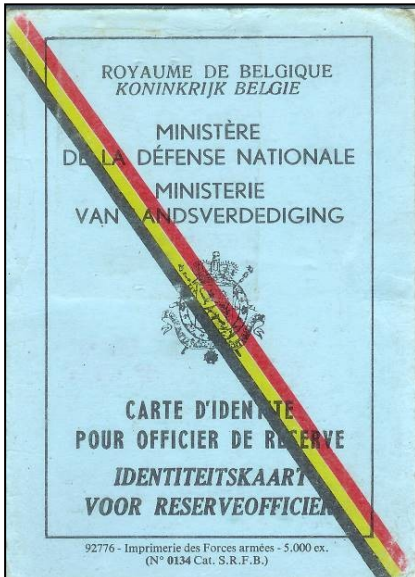 ROYAUME DE BELGIQUE
KONINKRIJK BELGIE
MINISTÈRE
DE LA DÉFENSE NATIONALE
MINISTERIE
VAN LANDSVERDEDIGING
CARTE D'IDENTITE
POUR OFFICIER DE RESERVE
IDENTITEITSKAART
VOOR RESERVEOFFICIER
92776 - Imprimerie des Forces armées - 5.000 ex.
(N° 0134 Cat. S.R.F.B.)